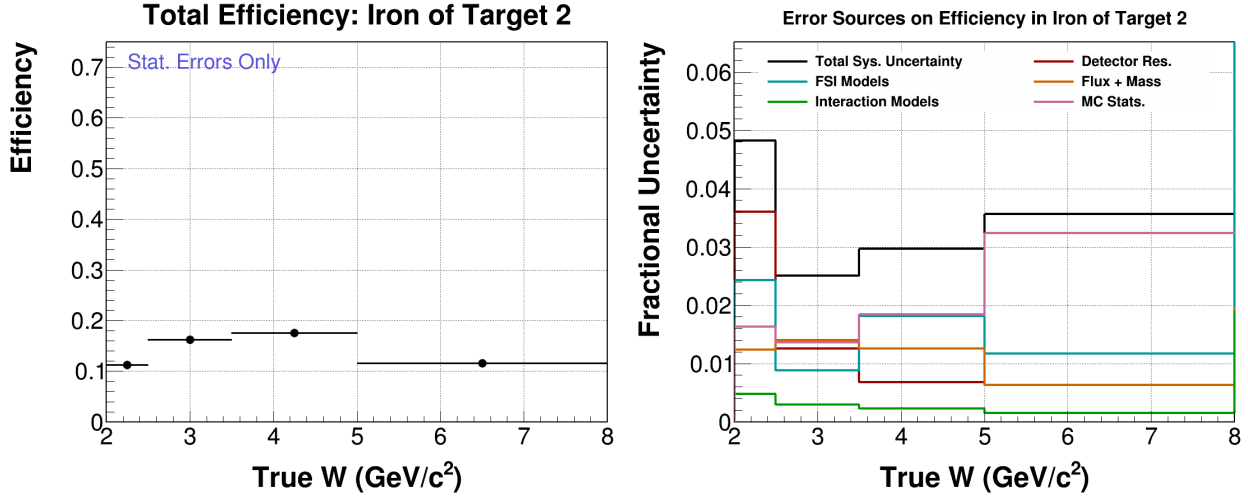 Total Efficiency: Iron of Target 2
Efficiency
Stat. Errors Only
0.7
0.6
0.5
0.4
0.3
0.2
0.1
0
2 3 4 5 6 7 8
True W (GeV/c²)
Error Sources on Efficiency in Iron of Target 2
Fractional Uncertainty
Total Sys. Uncertainty
Detector Res.
FSI Models
Flux + Mass
Interaction Models
MC Stats.
0.06
0.05
0.04
0.03
0.02
0.01
0
2 3 4 5 6 7 8
True W (GeV/c²)